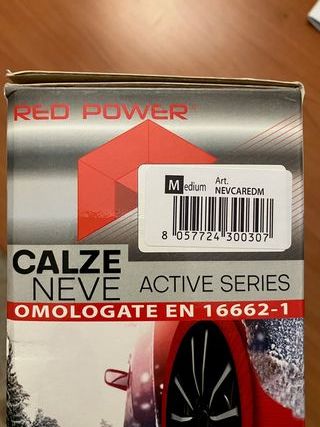 RED POWER
Medium
Art.
NEVCAREDM
8 057724 300307
CALZE
NEVE
ACTIVE SERIES
OMOLOGATE EN 16662-1